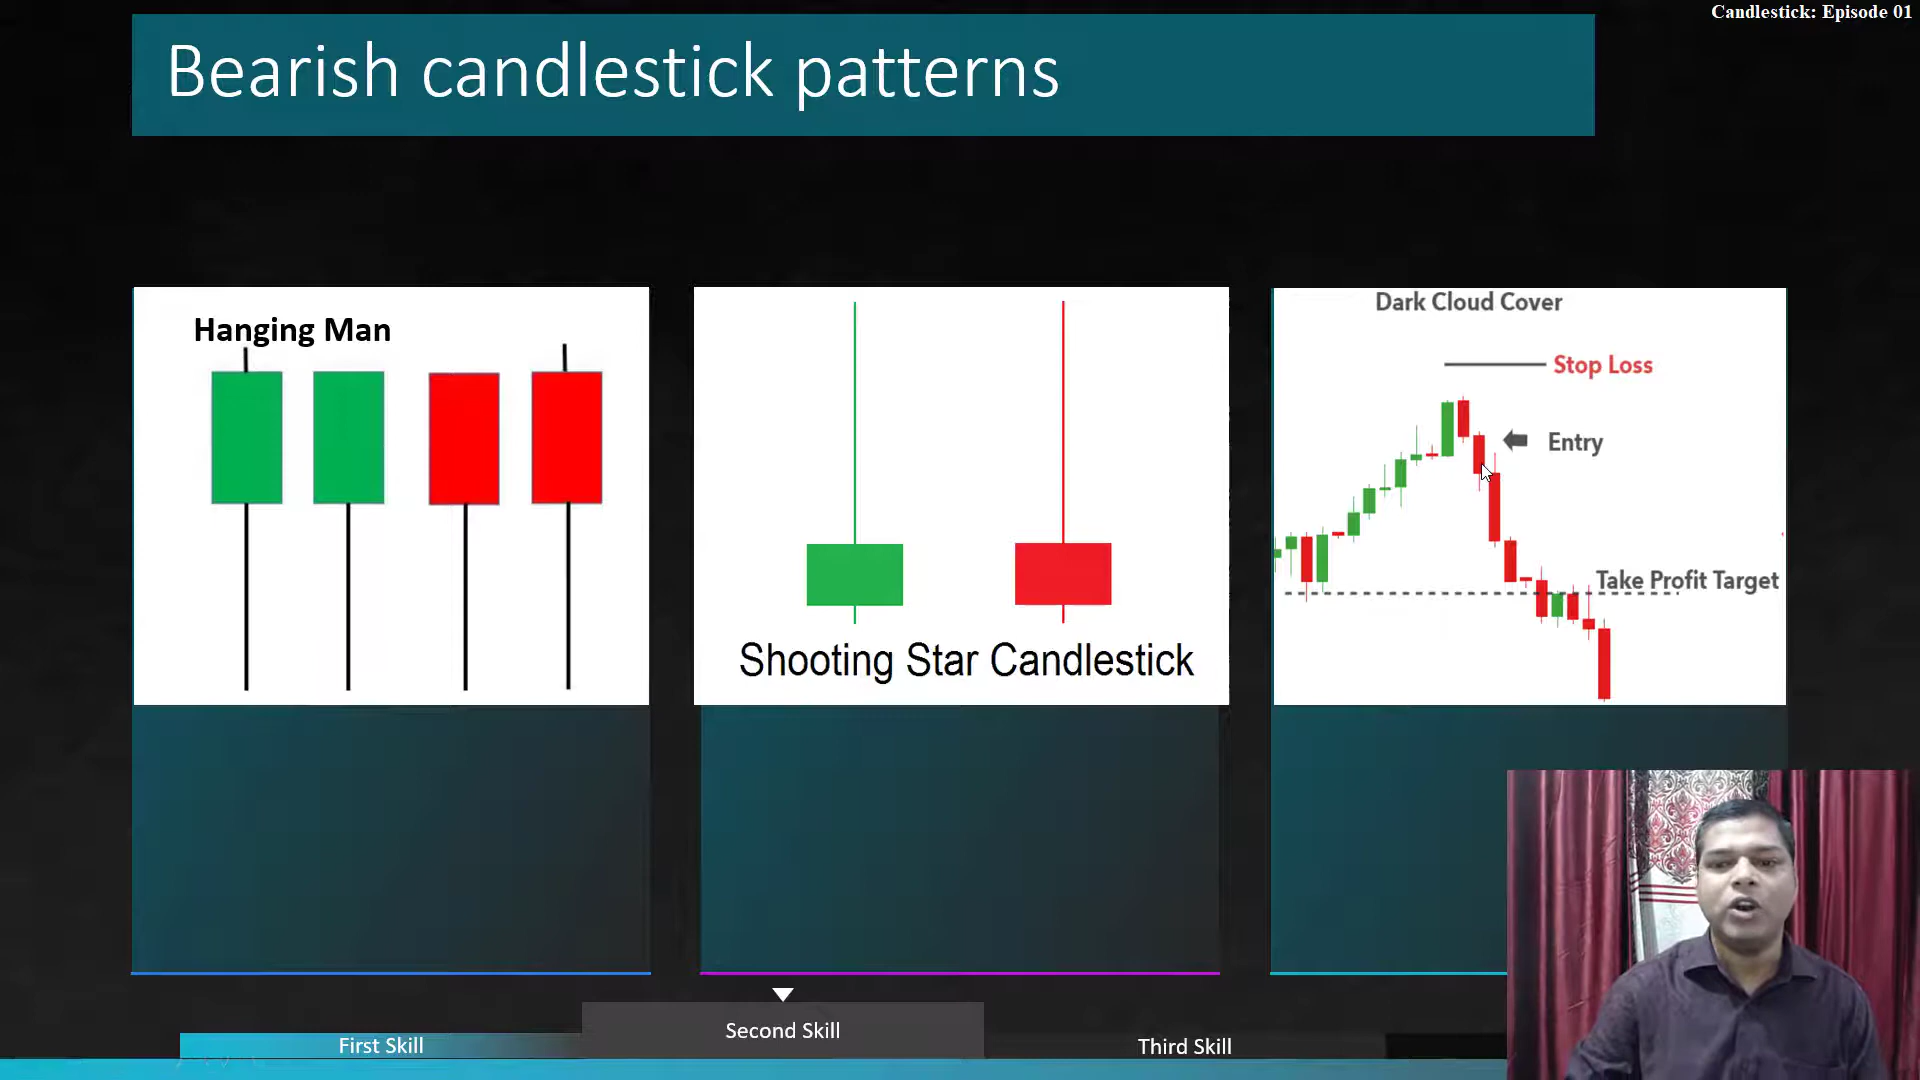 Candlestick: Episode 01
Bearish candlestick patterns
Hanging Man
Shooting Star Candlestick
Dark Cloud Cover
Stop Loss
Entry
Take Profit Target
First Skill
Second Skill
Third Skill